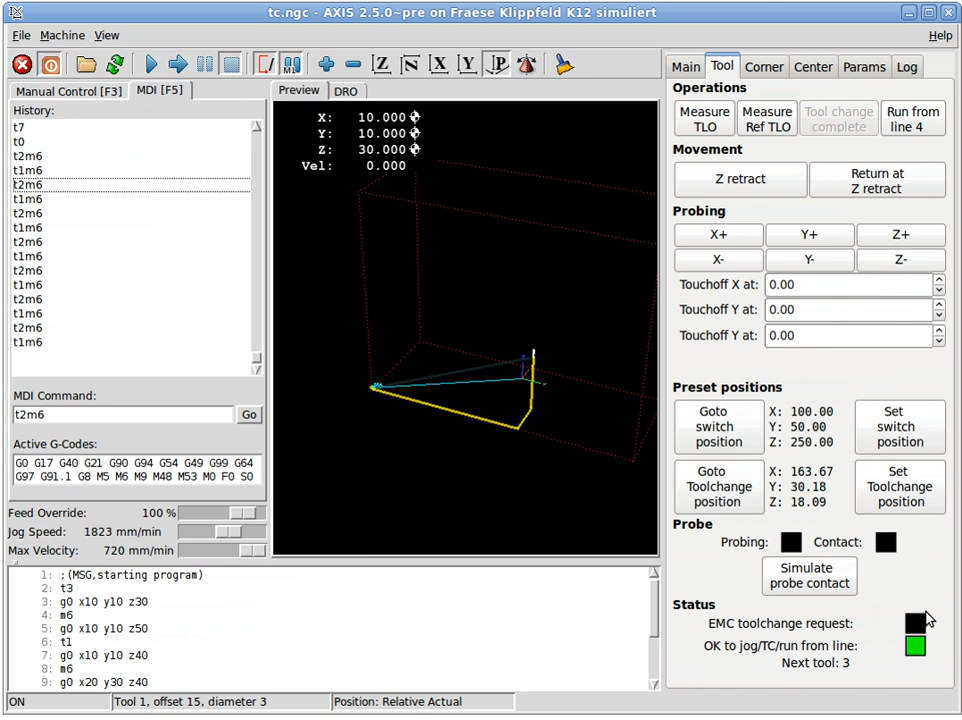 tc.ngc - AXIS 2.5.0~pre on Fraese Klippfeld K12 simuliert
File Machine View Help
Z N X Y P
Manual Control [F3] MDI [F5]
History:
t7
t0
t2m6
t1m6
t2m6
t1m6
t2m6
t1m6
t2m6
t1m6
t2m6
t1m6
t2m6
t1m6
t2m6
t1m6
MDI Command:
t2m6 Go
Active G-Codes:
G0 G17 G40 G21 G90 G94 G54 G49 G99 G64
G97 G91.1 G8 M5 M6 M9 M48 M53 M0 F0 S0
Feed Override: 100 %
Jog Speed: 1823 mm/min
Max Velocity: 720 mm/min
Preview DRO
X: 10.000
Y: 10.000
Z: 30.000
Vel: 0.000
Main Tool Corner Center Params Log
Operations
Measure TLO
Measure Ref TLO
Tool change complete
Run from line 4
Movement
Z retract
Return at Z retract
Probing
X+ Y+ Z+
X- Y- Z-
Touchoff X at: 0.00
Touchoff Y at: 0.00
Touchoff Y at: 0.00
Preset positions
Goto switch position
X: 100.00
Y: 50.00
Z: 250.00
Set switch position
Goto Toolchange position
X: 163.67
Y: 30.18
Z: 18.09
Set Toolchange position
Probe
Probing: Contact:
Simulate probe contact
Status
EMC toolchange request:
OK to jog/TC/run from line:
Next tool: 3
1: ;(MSG,starting program)
2: t3
3: g0 x10 y10 z30
4: m6
5: g0 x10 y10 z50
6: t1
7: g0 x10 y10 z40
8: m6
9: g0 x20 y30 z40
ON Tool 1, offset 15, diameter 3 Position: Relative Actual